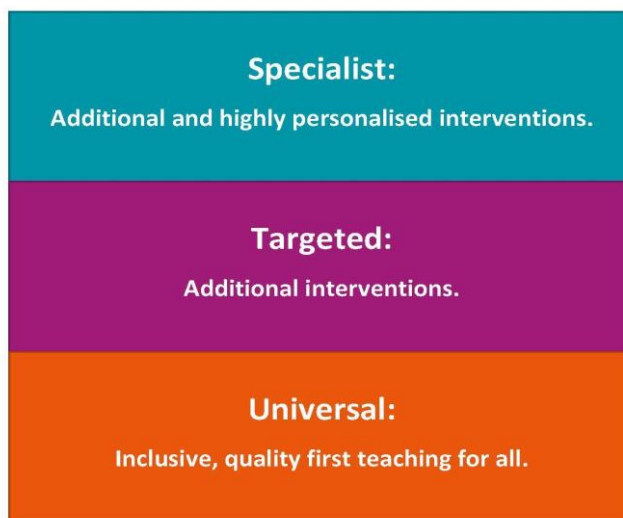 Specialist:
Additional and highly personalised interventions.
Targeted:
Additional interventions.
Universal:
Inclusive, quality first teaching for all.